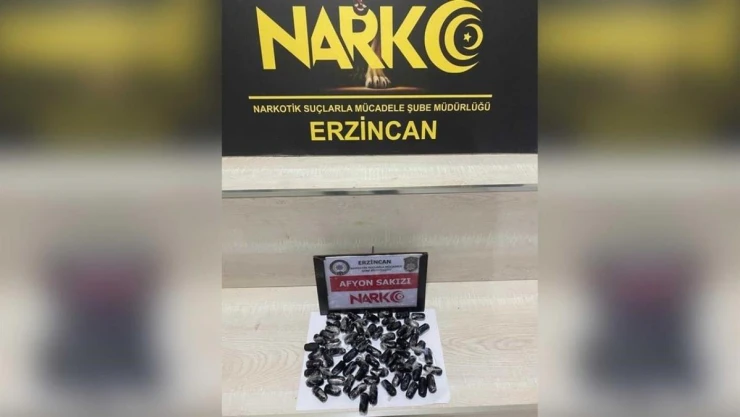 NARKO
NARKOTİK SUÇLARLA MÜCADELE ŞUBE MÜDÜRLÜĞÜ
ERZİNCAN
ERZİNCAN
AFYON SAKIZI
NARKO